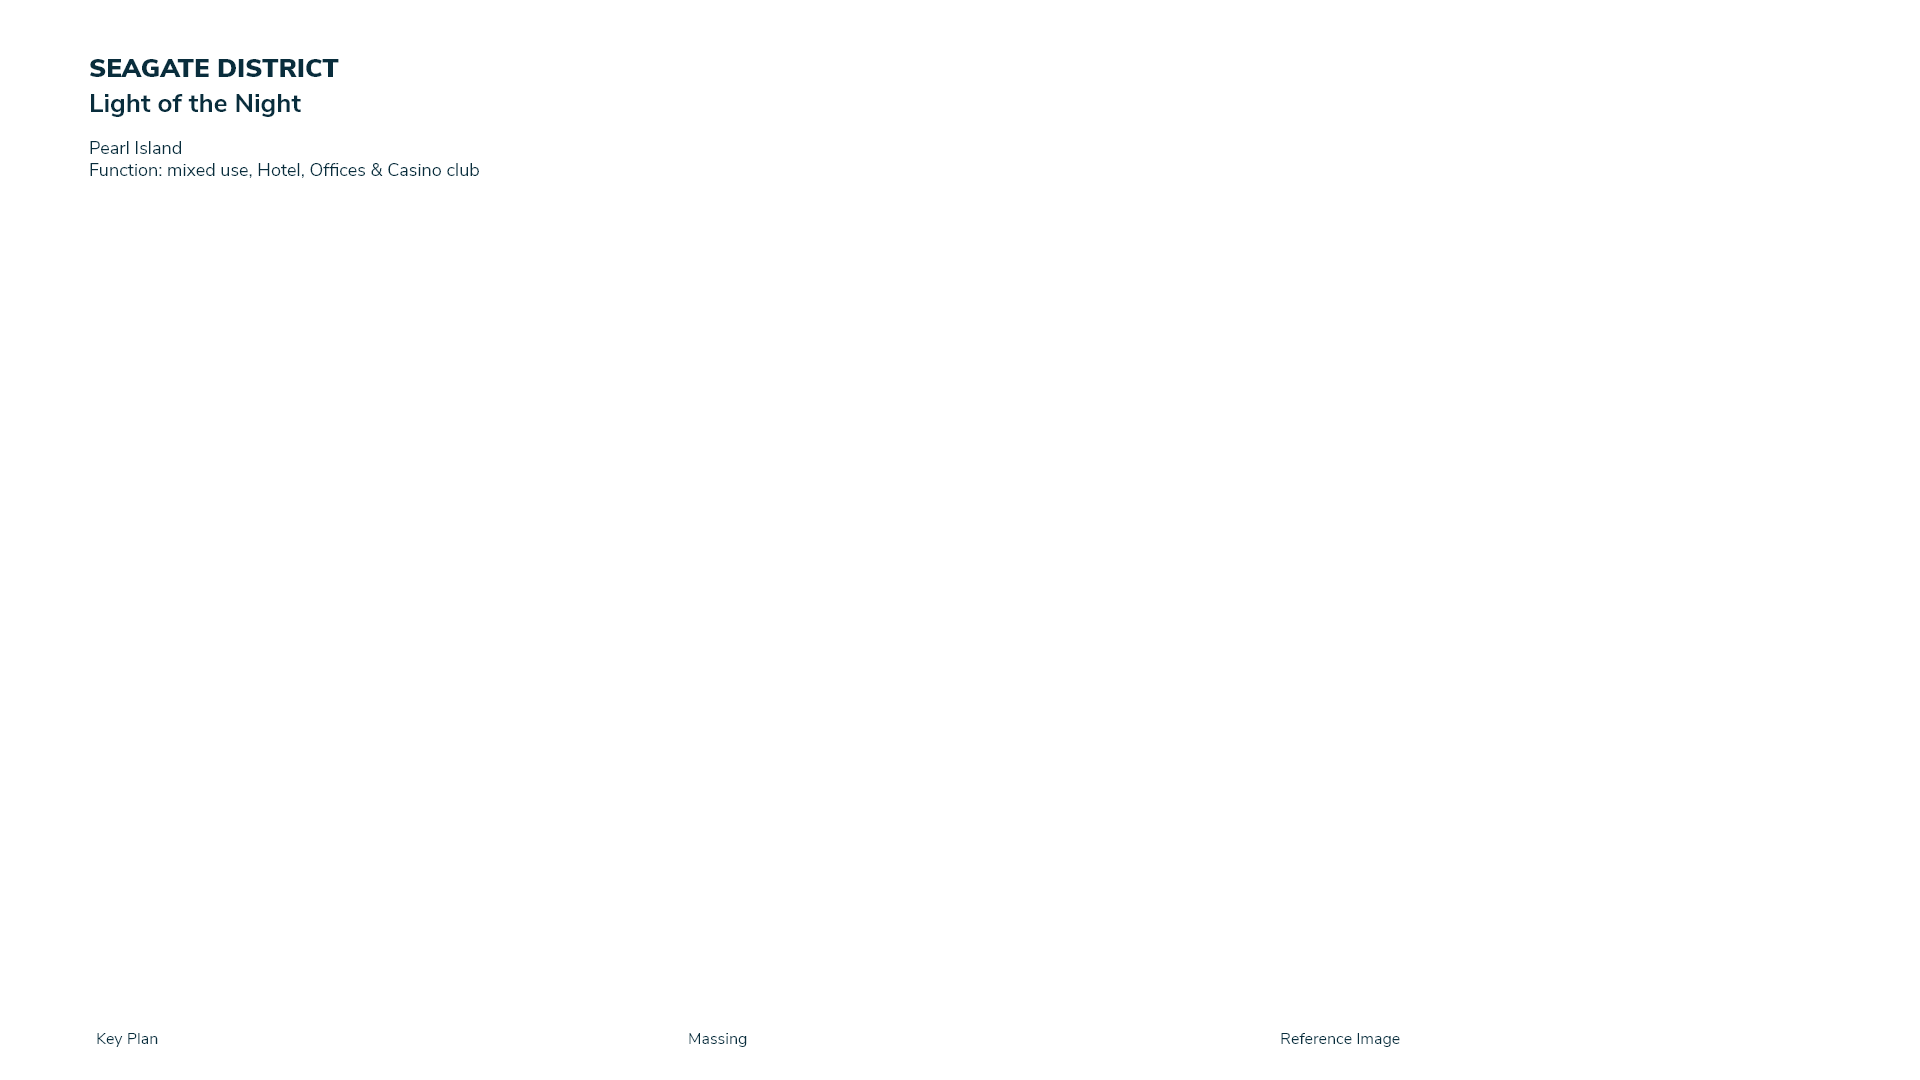 SEAGATE DISTRICT
Light of the Night
Pearl Island
Function: mixed use, Hotel, Offices & Casino club
Key Plan
Massing
Reference Image